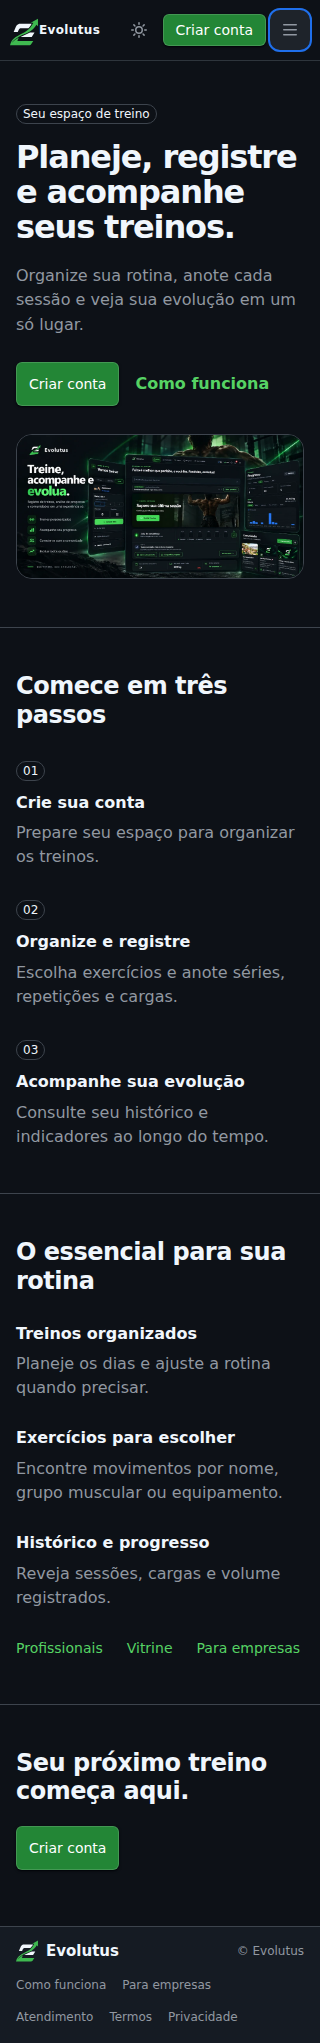 Evolutus
Criar conta
Seu espaço de treino
Planeje, registre
e acompanhe
seus treinos.
Organize sua rotina, anote cada
sessão e veja sua evolução em um
só lugar.
Criar conta
Como funciona
Evolutus
Treine,
acompanhe e
evolua.
Comece em três
passos
01
Crie sua conta
Prepare seu espaço para organizar
os treinos.
02
Organize e registre
Escolha exercícios e anote séries,
repetições e cargas.
03
Acompanhe sua evolução
Consulte seu histórico e
indicadores ao longo do tempo.
O essencial para sua
rotina
Treinos organizados
Planeje os dias e ajuste a rotina
quando precisar.
Exercícios para escolher
Encontre movimentos por nome,
grupo muscular ou equipamento.
Histórico e progresso
Reveja sessões, cargas e volume
registrados.
Profissionais
Vitrine
Para empresas
Seu próximo treino
começa aqui.
Criar conta
Evolutus
© Evolutus
Como funciona
Para empresas
Atendimento
Termos
Privacidade